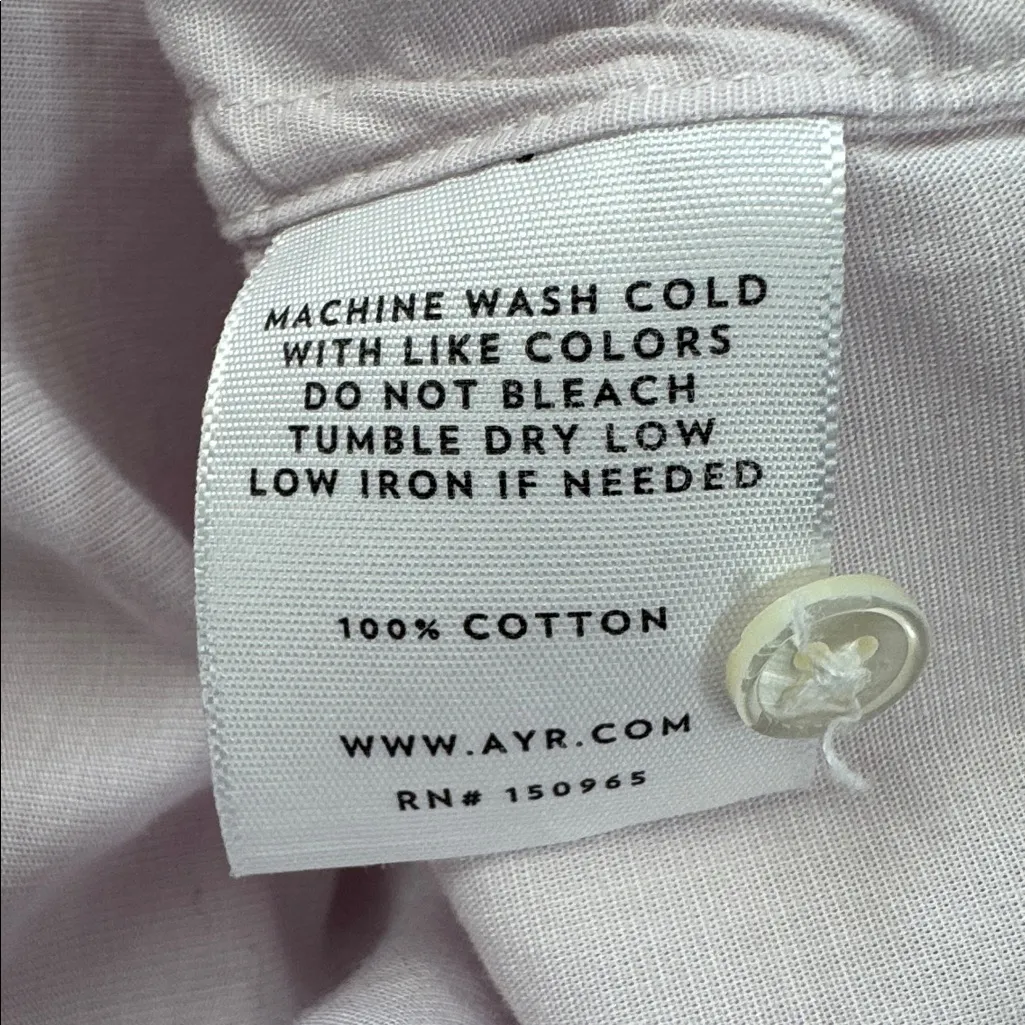 MACHINE WASH COLD
WITH LIKE COLORS
DO NOT BLEACH
TUMBLE DRY LOW
LOW IRON IF NEEDED
100% COTTON
WWW.AYR.COM
RN# 150965